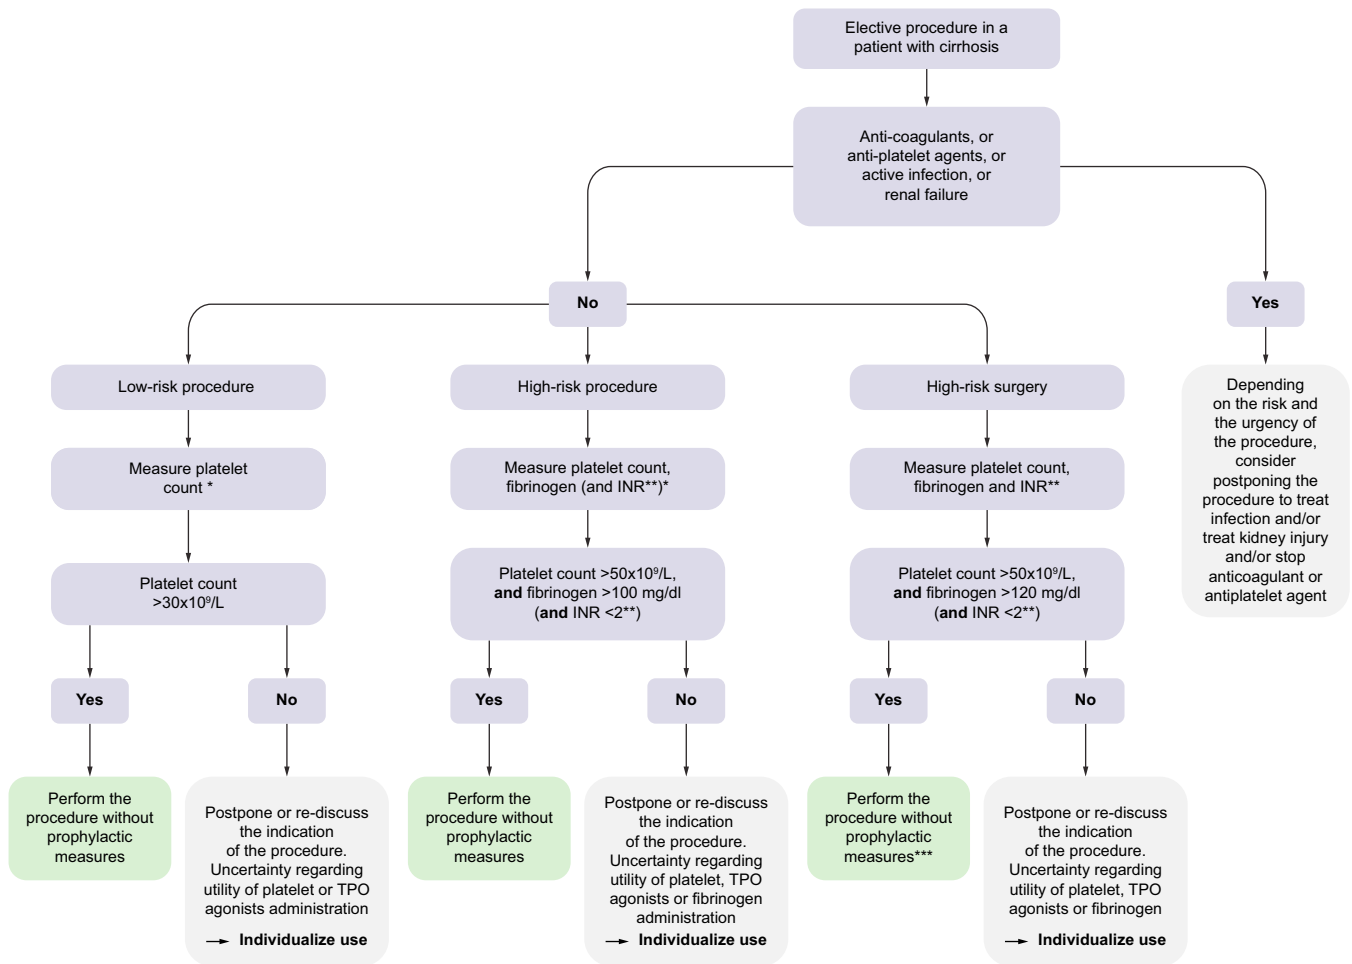 Elective procedure in a
patient with cirrhosis
Anti-coagulants, or
anti-platelet agents, or
active infection, or
renal failure
No
Yes
Low-risk procedure
High-risk procedure
High-risk surgery
Depending
on the risk and
the urgency of
the procedure,
consider
postponing the
procedure to treat
infection and/or
treat kidney injury
and/or stop
anticoagulant or
antiplatelet agent
Measure platelet
count *
Measure platelet count,
fibrinogen (and INR**)*
Measure platelet count,
fibrinogen and INR**
Platelet count
>30x10⁹/L
Platelet count >50x10⁹/L,
and fibrinogen >100 mg/dl
(and INR <2**)
Platelet count >50x10⁹/L,
and fibrinogen >120 mg/dl
(and INR <2**)
Yes
No
Yes
No
Yes
No
Perform the
procedure without
prophylactic
measures
Postpone or re-discuss
the indication
of the procedure.
Uncertainty regarding
utility of platelet or TPO
agonists administration
→ Individualize use
Perform the
procedure without
prophylactic
measures
Postpone or re-discuss
the indication
of the procedure.
Uncertainty regarding
utility of platelet, TPO
agonists or fibrinogen
administration
→ Individualize use
Perform the
procedure without
prophylactic
measures***
Postpone or re-discuss
the indication
of the procedure.
Uncertainty regarding
utility of platelet, TPO
agonists or fibrinogen
→ Individualize use